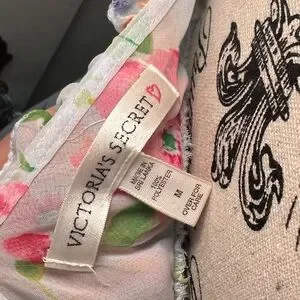 VICTORIA'S SECRET
MADE IN
SRI LANKA
100%
POLYESTER
M
OVER FOR
CARE